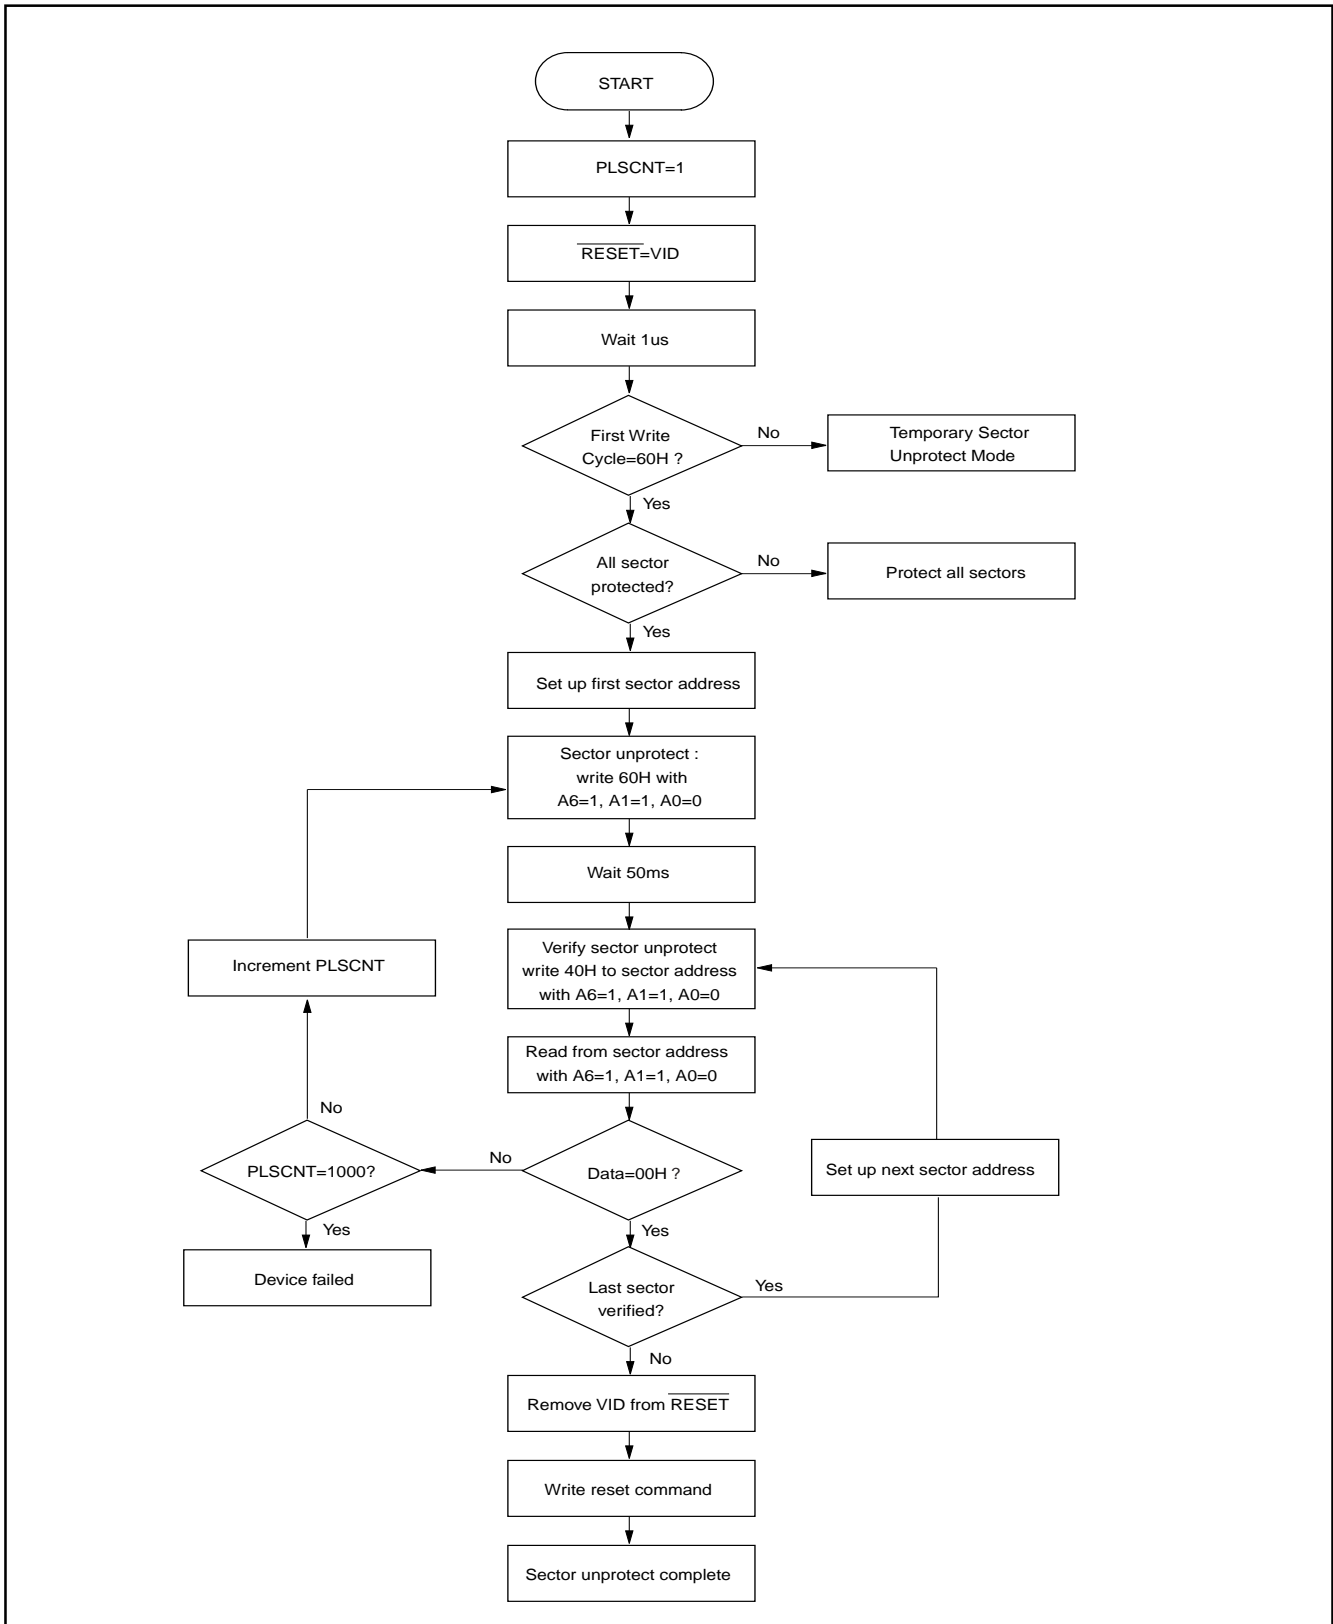 START
PLSCNT=1
RESET=VID
Wait 1us
First Write
Cycle=60H ?
No
Temporary Sector
Unprotect Mode
Yes
All sector
protected?
No
Protect all sectors
Yes
Set up first sector address
Sector unprotect :
write 60H with
A6=1, A1=1, A0=0
Wait 50ms
Increment PLSCNT
Verify sector unprotect
write 40H to sector address
with A6=1, A1=1, A0=0
Read from sector address
with A6=1, A1=1, A0=0
No
PLSCNT=1000?
No
Data=00H ?
Set up next sector address
Yes
Yes
Device failed
Last sector
verified?
Yes
No
Remove VID from RESET
Write reset command
Sector unprotect complete